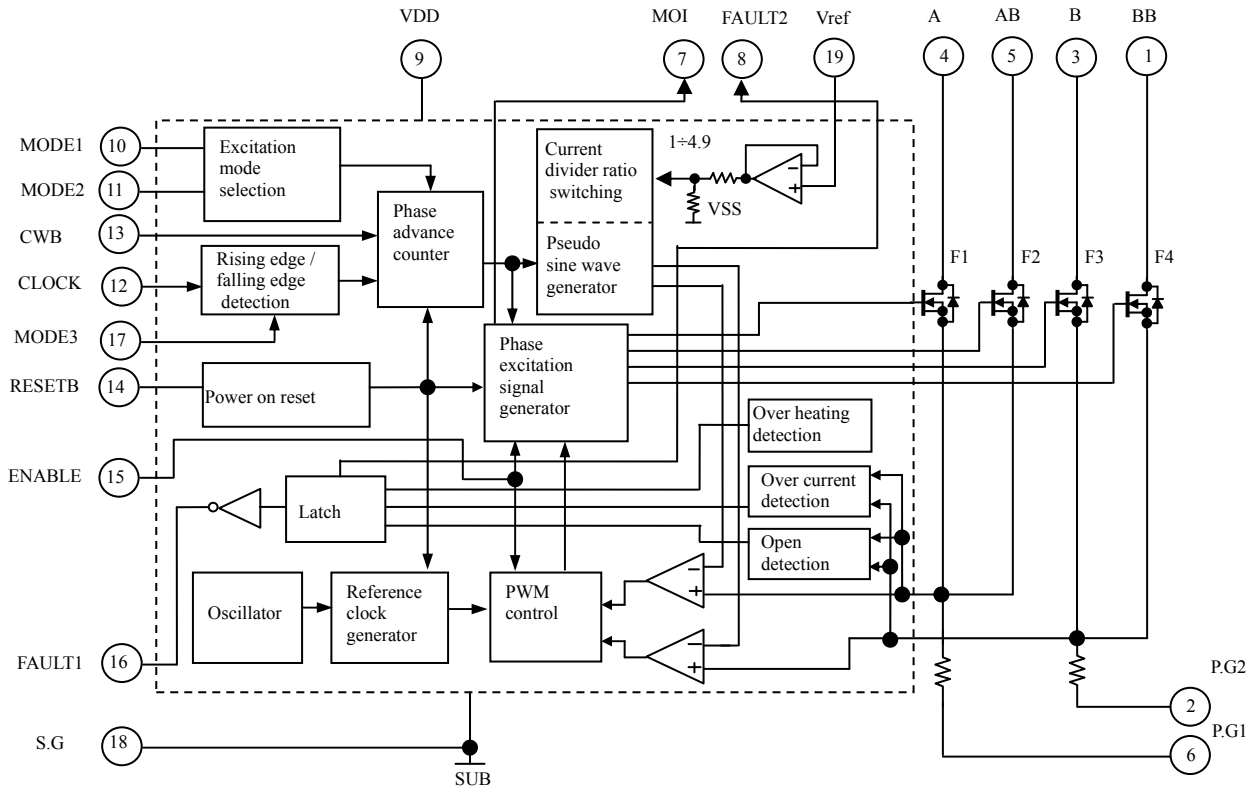 VDD
MOI
FAULT2
Vref
A
AB
B
BB
9
7
8
19
4
5
3
1
MODE1
10
MODE2
11
CWB
13
CLOCK
12
MODE3
17
RESETB
14
ENABLE
15
FAULT1
16
S.G
18
Excitation
mode
selection
Phase
advance
counter
Rising edge /
falling edge
detection
Power on reset
Current
divider ratio
switching
Pseudo
sine wave
generator
1÷4.9
−
+
VSS
Phase
excitation
signal
generator
F1
F2
F3
F4
Over heating
detection
Over current
detection
Open
detection
Latch
Oscillator
Reference
clock
generator
PWM
control
−
+
−
+
P.G2
2
P.G1
6
SUB